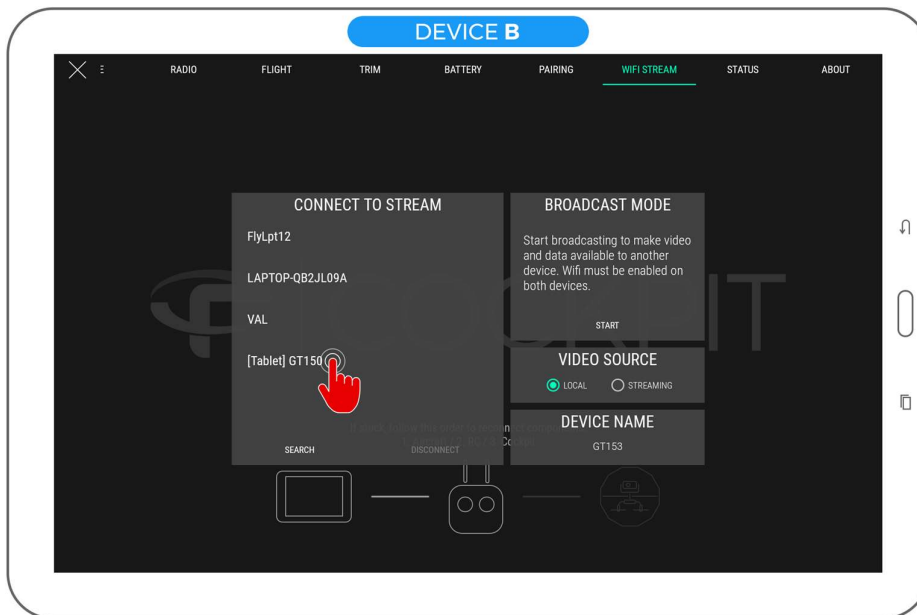 DEVICE B
RADIO FLIGHT TRIM BATTERY PAIRING WIFI STREAM STATUS ABOUT
CONNECT TO STREAM
FlyLpt12
LAPTOP-QB2JL09A
VAL
[Tablet] GT150
SEARCH DISCONNECT
BROADCAST MODE
Start broadcasting to make video
and data available to another
device. Wifi must be enabled on
both devices.
START
VIDEO SOURCE
LOCAL STREAMING
DEVICE NAME
GT153
COCKPIT